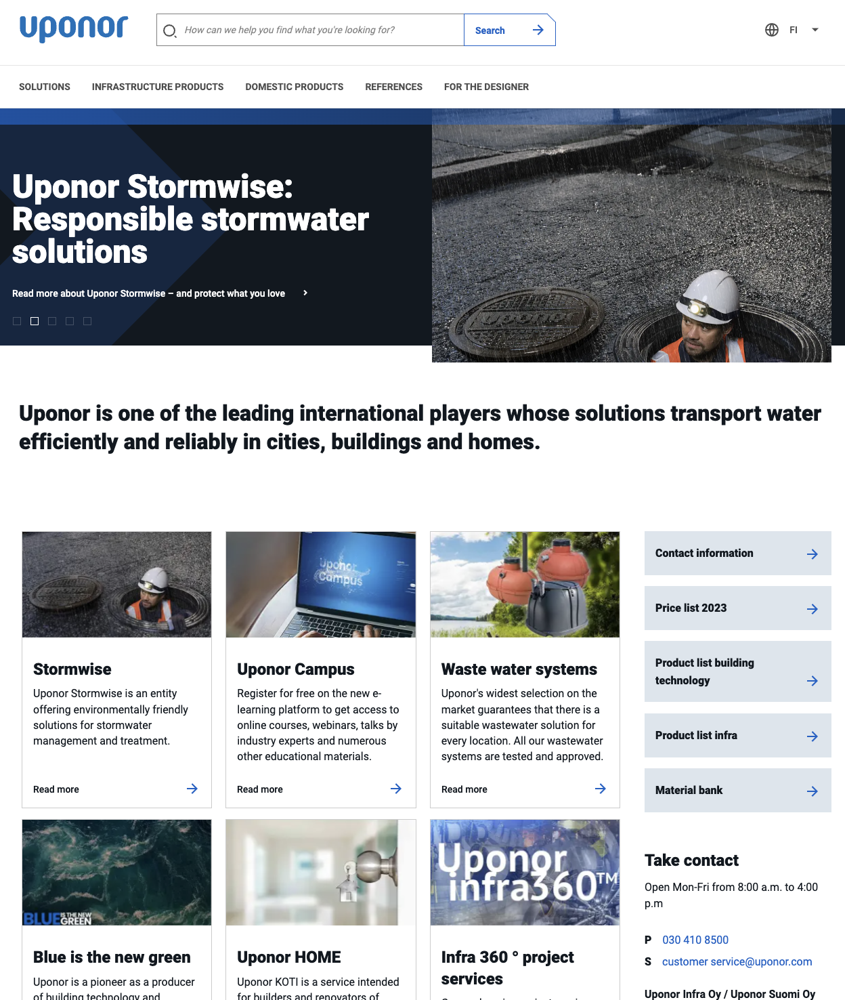 uponor
How can we help you find what you're looking for?
Search
FI
SOLUTIONS
INFRASTRUCTURE PRODUCTS
DOMESTIC PRODUCTS
REFERENCES
FOR THE DESIGNER
Uponor Stormwise:
Responsible stormwater
solutions
Read more about Uponor Stormwise – and protect what you love
uponor
Uponor is one of the leading international players whose solutions transport water
efficiently and reliably in cities, buildings and homes.
Uponor
Campus
Stormwise
Uponor Stormwise is an entity
offering environmentally friendly
solutions for stormwater
management and treatment.
Read more
Uponor Campus
Register for free on the new e-
learning platform to get access to
online courses, webinars, talks by
industry experts and numerous
other educational materials.
Read more
Waste water systems
Uponor's widest selection on the
market guarantees that there is a
suitable wastewater solution for
every location. All our wastewater
systems are tested and approved.
Read more
Contact information
Price list 2023
Product list building
technology
Product list infra
Material bank
BLUE IS THE NEW
GREEN
Blue is the new green
Uponor is a pioneer as a producer
of building technology and
Uponor HOME
Uponor KOTI is a service intended
for builders and renovators of
Uponor
infra360™
Infra 360 ° project
services
Take contact
Open Mon-Fri from 8:00 a.m. to 4:00
p.m
P 030 410 8500
S customer service@uponor.com
Uponor Infra Oy / Uponor Suomi Oy